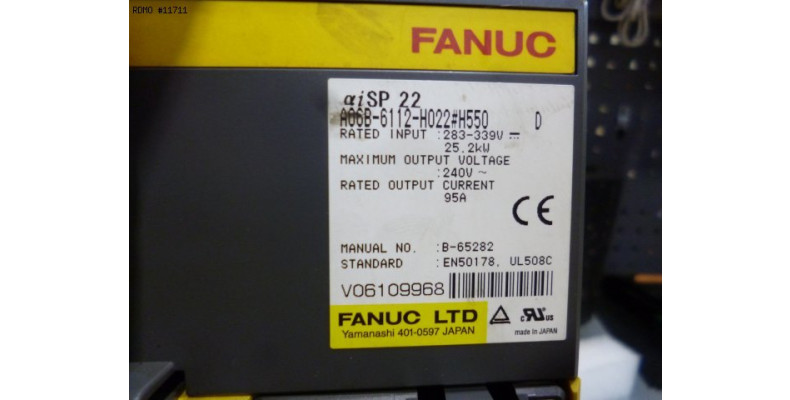 RDMO #11711
FANUC
αiSP 22
A06B-6112-H022#H550 D
RATED INPUT :283-339V ⎓
25.2kW
MAXIMUM OUTPUT VOLTAGE
:240V ~
RATED OUTPUT CURRENT
95A
CE
MANUAL NO. :B-65282
STANDARD :EN50178, UL508C
V06109968
FANUC LTD
Yamanashi 401-0597 JAPAN
c RU us
made in JAPAN